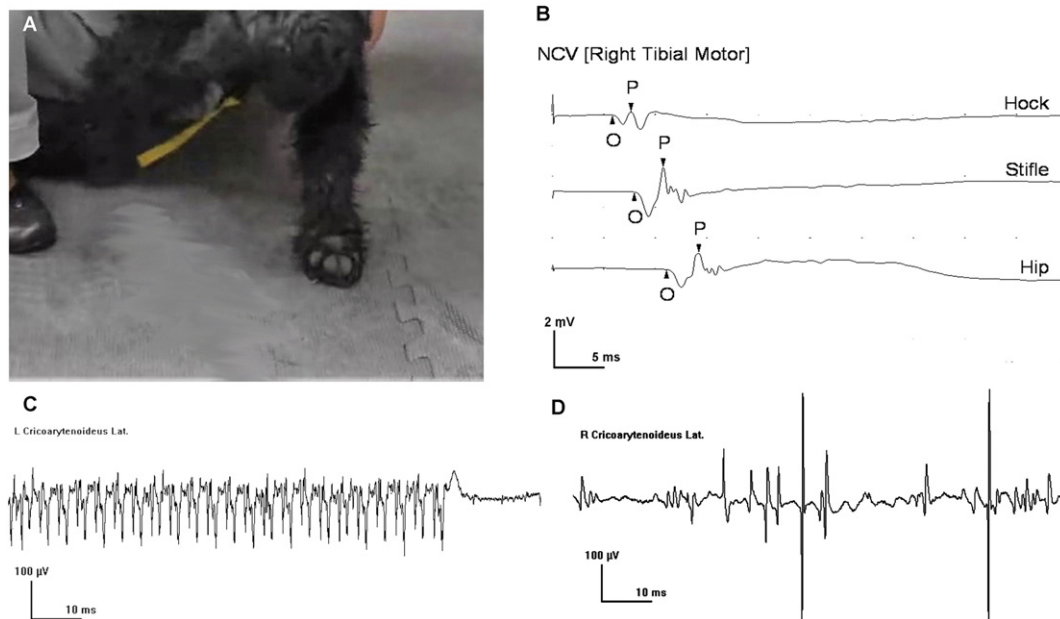 A
B
NCV [Right Tibial Motor]
P
Hock
O
P
Stifle
O
P
Hip
O
2 mV
5 ms
C
L Cricoarytenoideus Lat.
100 µV
10 ms
D
R Cricoarytenoideus Lat.
100 µV
10 ms